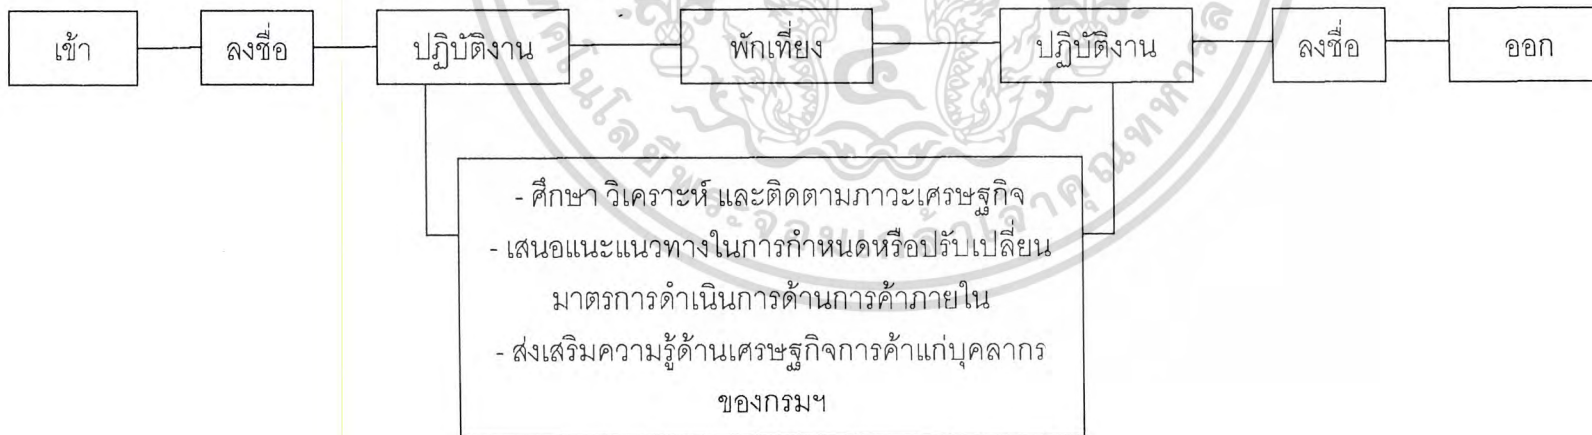 เข้า ลงชื่อ ปฏิบัติงาน พักเที่ยง ปฏิบัติงาน ลงชื่อ ออก
- ศึกษา วิเคราะห์ และติดตามภาวะเศรษฐกิจ
- เสนอแนะแนวทางในการกำหนดหรือปรับเปลี่ยน
มาตรการดำเนินการด้านการค้าภายใน
- ส่งเสริมความรู้ด้านเศรษฐกิจการค้าแก่บุคลากร
ของกรมฯ